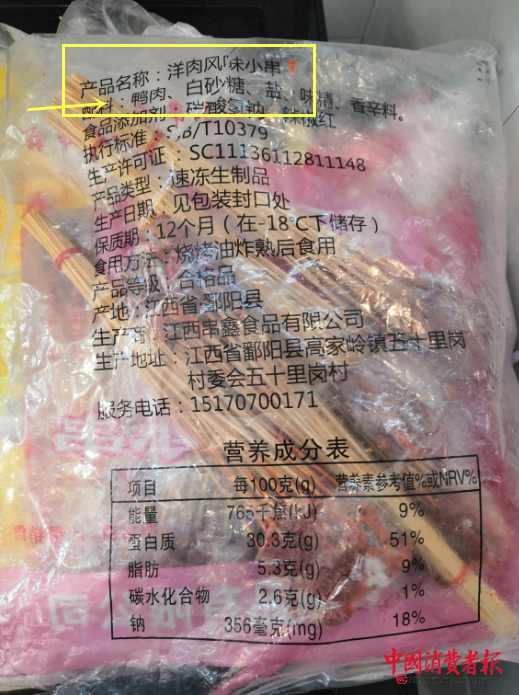 产品名称：洋肉风味小串
配料：鸭肉、白砂糖、盐、味精、香辛料。
食品添加剂：碳酸氢钠、辣椒红
执行标准：SB/T10379
生产许可证：SC11136112811148
产品类型：速冻生制品
生产日期：见包装封口处
保质期：12个月（在-18℃下储存）
食用方法：烧烤油炸熟后食用
产品等级：合格品
产地：江西省鄱阳县
生产商：江西串鑫食品有限公司
生产地址：江西省鄱阳县高家岭镇五十里岗
村委会五十里岗村
服务电话：15170700171
营养成分表
项目 每100克(g) 营养素参考值%或NRV%
能量 765千焦(kJ) 9%
蛋白质 30.3克(g) 51%
脂肪 5.3克(g) 9%
碳水化合物 2.6克(g) 1%
钠 356毫克(mg) 18%
中國消費者报